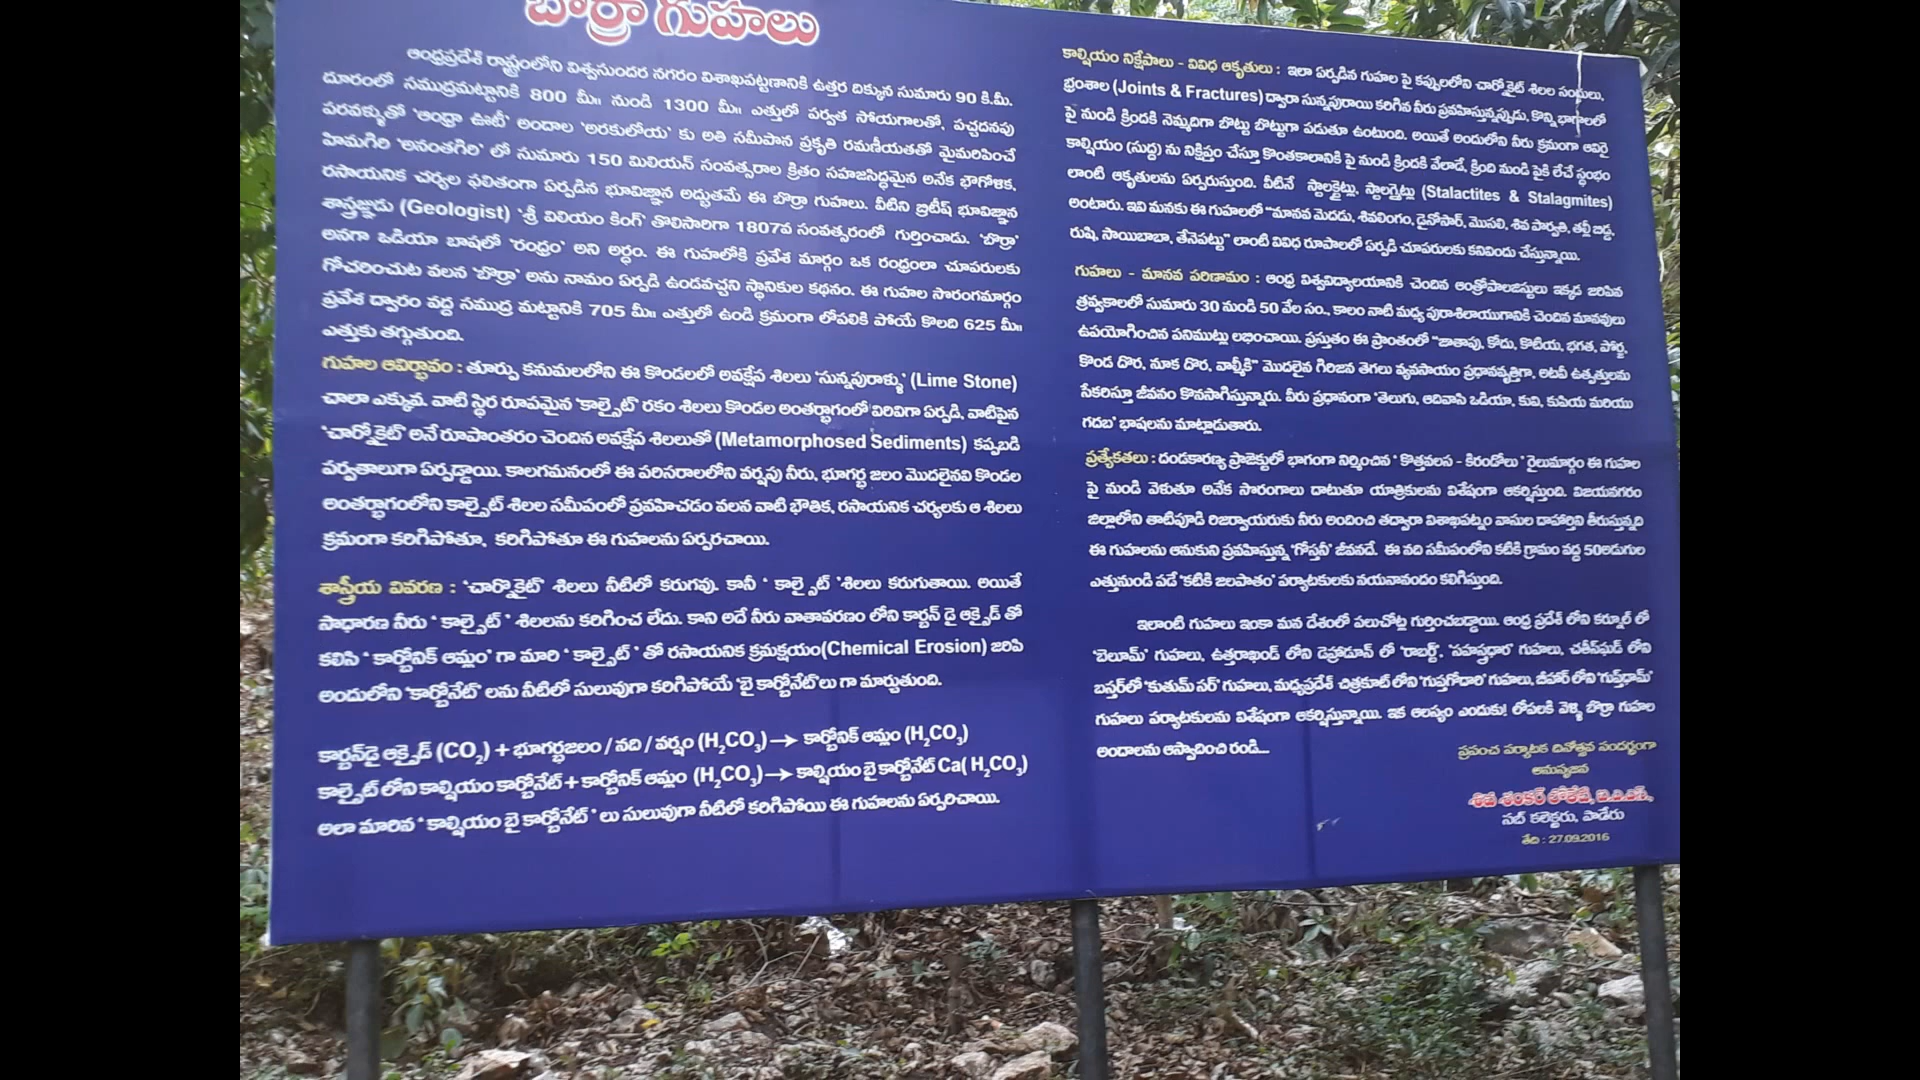 బొర్రా గుహలు
ఆంధ్రప్రదేశ్ రాష్ట్రంలోని విశ్వసుందర నగరం విశాఖపట్టణానికి ఉత్తర దిక్కున సుమారు 90 కి.మీ.
దూరంలో సముద్రమట్టానికి 800 మీ॥ నుండి 1300 మీ॥ ఎత్తులో పర్వత సోయగాలతో, పచ్చదనపు
పరవళ్ళుతో 'ఆంధ్రా ఊటీ' అందాల 'అరకులోయ' కు అతి సమీపాన ప్రకృతి రమణీయతతో మైమరిపించే
హిమగిరి 'అనంతగిరి' లో సుమారు 150 మిలియన్ సంవత్సరాల క్రితం సహజసిద్ధమైన అనేక భౌగోళిక,
రసాయనిక చర్యల ఫలితంగా ఏర్పడిన భూవిజ్ఞాన అద్భుతమే ఈ బొర్రా గుహలు. వీటిని బ్రిటీష్ భూవిజ్ఞాన
శాస్త్రజ్ఞుడు (Geologist) 'శ్రీ విలియం కింగ్' తొలిసారిగా 1807వ సంవత్సరంలో గుర్తించాడు. 'బొర్రా'
అనగా ఒడియా బాషలో 'రంధ్రం' అని అర్ధం. ఈ గుహలోకి ప్రవేశ మార్గం ఒక రంధ్రంలా చూపరులకు
గోచరించుట వలన 'బొర్రా' అను నామం ఏర్పడి ఉండవచ్చని స్థానికుల కథనం. ఈ గుహల సొరంగమార్గం
ప్రవేశ ద్వారం వద్ద సముద్ర మట్టానికి 705 మీ॥ ఎత్తులో ఉండి క్రమంగా లోపలికి పోయే కొలది 625 మీ॥
ఎత్తుకు తగ్గుతుంది.
గుహల ఆవిర్భావం : తూర్పు కనుమలలోని ఈ కొండలలో అవక్షేప శిలలు 'సున్నపురాళ్ళు' (Lime Stone)
చాలా ఎక్కువ. వాటి స్థిర రూపమైన 'కాల్సైట్' రకం శిలలు కొండల అంతర్భాగంలో విరివిగా ఏర్పడి, వాటిపైన
'చార్నోకైట్' అనే రూపాంతరం చెందిన అవక్షేప శిలలుతో (Metamorphosed Sediments) కప్పబడి
పర్వతాలుగా ఏర్పడ్డాయి. కాలగమనంలో ఈ పరిసరాలలోని వర్షపు నీరు, భూగర్భ జలం మొదలైనవి కొండల
అంతర్భాగంలోని కాల్సైట్ శిలల సమీపంలో ప్రవహించడం వలన వాటి భౌతిక, రసాయనిక చర్యలకు ఆ శిలలు
క్రమంగా కరిగిపోతూ, కరిగిపోతూ ఈ గుహలను ఏర్పరచాయి.
శాస్త్రీయ వివరణ : 'చార్నొకైట్' శిలలు నీటిలో కరుగవు. కానీ ' కాల్సైట్ 'శిలలు కరుగుతాయి. అయితే
సాధారణ నీరు ' కాల్సైట్ ' శిలలను కరిగించ లేదు. కాని అదే నీరు వాతావరణం లోని కార్బన్ డై ఆక్సైడ్ తో
కలిసి ' కార్బోనిక్ ఆమ్లం' గా మారి ' కాల్సైట్ ' తో రసాయనిక క్రమక్షయం(Chemical Erosion) జరిపి
అందులోని 'కార్బోనేట్' లను నీటిలో సులువుగా కరిగిపోయే 'బై కార్బోనేట్'లు గా మార్చుతుంది.
కార్బన్‌డై ఆక్సైడ్ (CO₂) + భూగర్భజలం / నది / వర్షం (H₂CO₃) → కార్బోనిక్ ఆమ్లం (H₂CO₃)
కాల్సైట్ లోని కాల్షియం కార్బోనేట్ + కార్బోనిక్ ఆమ్లం (H₂CO₃) → కాల్షియం బై కార్బోనేట్ Ca( H₂CO₃)
అలా మారిన ' కాల్షియం బై కార్బోనేట్ ' లు సులువుగా నీటిలో కరిగిపోయి ఈ గుహలను ఏర్పరిచాయి.
కాల్షియం నిక్షేపాలు - వివిధ ఆకృతులు : ఇలా ఏర్పడిన గుహల పై కప్పులలోని చార్నోకైట్ శిలల సందులు,
భ్రంశాల (Joints & Fractures) ద్వారా సున్నపురాయి కరిగిన నీరు ప్రవహిస్తున్నప్పుడు, కొన్ని భాగాలలో
పై నుండి క్రిందకి నెమ్మదిగా బొట్టు బొట్టుగా పడుతూ ఉంటుంది. అయితే అందులోని నీరు క్రమంగా ఆవిరై
కాల్షియం (సుద్ద) ను నిక్షిప్తం చేస్తూ కొంతకాలానికి పై నుండి క్రిందకి వేలాడే, క్రింది నుండి పైకి లేచే స్తంభం
లాంటి ఆకృతులను ఏర్పరుస్తుంది. వీటినే స్టాలక్టైట్లు, స్టాలగ్మైట్లు (Stalactites & Stalagmites)
అంటారు. ఇవి మనకు ఈ గుహలలో "మానవ మెదడు, శివలింగం, డైనోసార్, మొసలి, శివ పార్వతి, తల్లీ బిడ్డ,
రుషి, సాయిబాబా, తేనెపట్టు" లాంటి వివిధ రూపాలలో ఏర్పడి చూపరులకు కనివిందు చేస్తున్నాయి.
గుహలు - మానవ పరిణామం : ఆంధ్ర విశ్వవిద్యాలయానికి చెందిన ఆంత్రోపాలజిస్టులు ఇక్కడ జరిపిన
త్రవ్వకాలలో సుమారు 30 నుండి 50 వేల సం., కాలం నాటి మధ్య పురాశిలాయుగానికి చెందిన మానవులు
ఉపయోగించిన పనిముట్లు లభించాయి. ప్రస్తుతం ఈ ప్రాంతంలో "జాతాపు, కోదు, కొటియ, భగత, పోర్జ,
కొండ దొర, నూక దొర, వాల్మీకి" మొదలైన గిరిజన తెగలు వ్యవసాయం ప్రధానవృత్తిగా, అటవీ ఉత్పత్తులను
సేకరిస్తూ జీవనం కొనసాగిస్తున్నారు. వీరు ప్రధానంగా 'తెలుగు, ఆదివాసి ఒడియా, కువి, కుపియ మరియు
గదబ' భాషలను మాట్లాడుతారు.
ప్రత్యేకతలు : దండకారణ్య ప్రాజెక్టులో భాగంగా నిర్మించిన ' కొత్తవలస - కిరండోలు ' రైలుమార్గం ఈ గుహల
పై నుండి వెళుతూ అనేక సొరంగాలు దాటుతూ యాత్రికులను విశేషంగా ఆకర్షిస్తుంది. విజయనగరం
జిల్లాలోని తాటిపూడి రిజర్వాయరుకు నీరు అందించి తద్వారా విశాఖపట్నం వాసుల దాహార్తిని తీరుస్తున్నది
ఈ గుహలను ఆనుకుని ప్రవహిస్తున్న 'గోస్తనీ' జీవనదే. ఈ నది సమీపంలోని కటికి గ్రామం వద్ద 50అడుగుల
ఎత్తునుండి పడే 'కటికి జలపాతం' పర్యాటకులకు నయనానందం కలిగిస్తుంది.
ఇలాంటి గుహలు ఇంకా మన దేశంలో పలుచోట్ల గుర్తించబడ్డాయి. ఆంధ్ర ప్రదేశ్ లోని కర్నూల్ లో
'బెలూమ్' గుహలు, ఉత్తరాఖండ్ లోని డెహ్రాడూన్ లో 'రాబర్ట్', 'సహస్త్రధార' గుహలు, చతీస్‌ఘడ్ లోని
బస్తర్‌లో 'కుతుమ్ సర్' గుహలు, మధ్యప్రదేశ్ చిత్రకూట్ లోని 'గుప్తగోదారి' గుహలు, బీహార్ లోని 'గుప్త్‌ధామ్'
గుహలు పర్యాటకులను విశేషంగా ఆకర్షిస్తున్నాయి. ఇక ఆలస్యం ఎందుకు! లోపలకి వెళ్ళి బొర్రా గుహల
అందాలను ఆస్వాదించి రండి...
ప్రపంచ పర్యాటక దినోత్సవ సందర్భంగా
అనుసృజన
శివ శంకర్ లోతేటి, ఐ.ఎ.ఎస్.,
సబ్ కలెక్టరు, పాడేరు
తేది : 27.09.2016